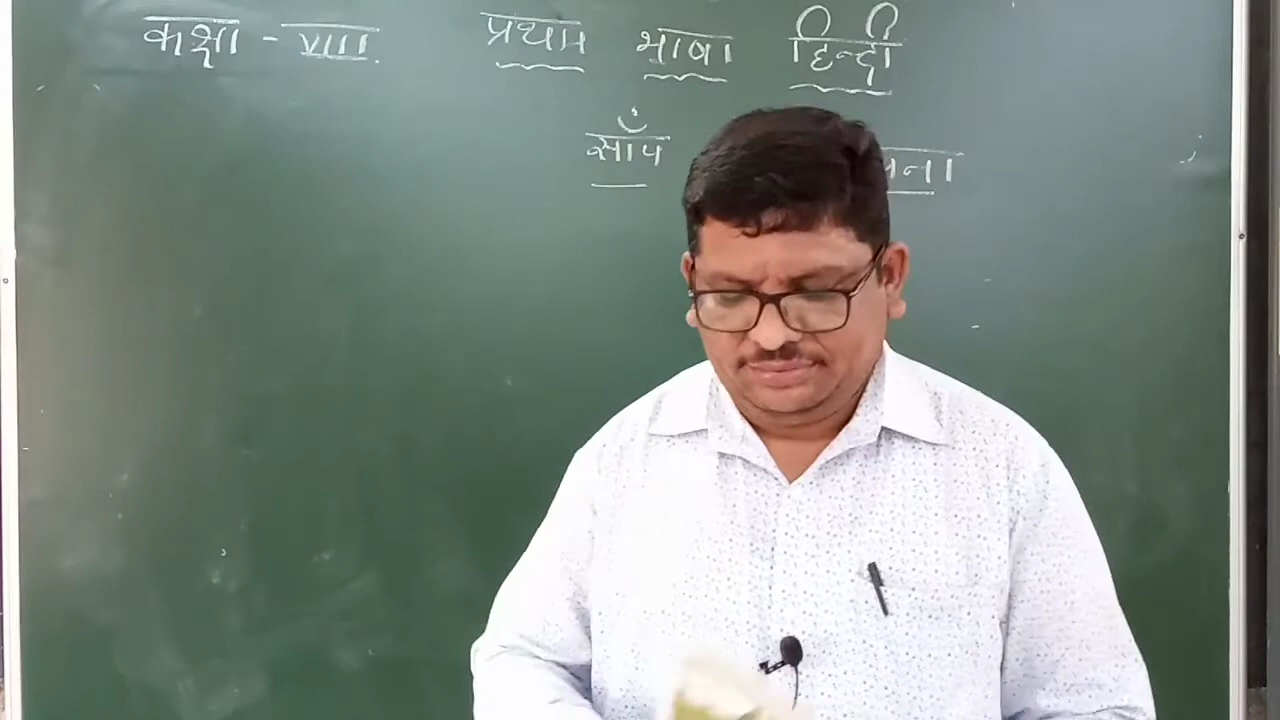 कक्षा - VIII. प्रथम भाषा हिन्दी
साँप